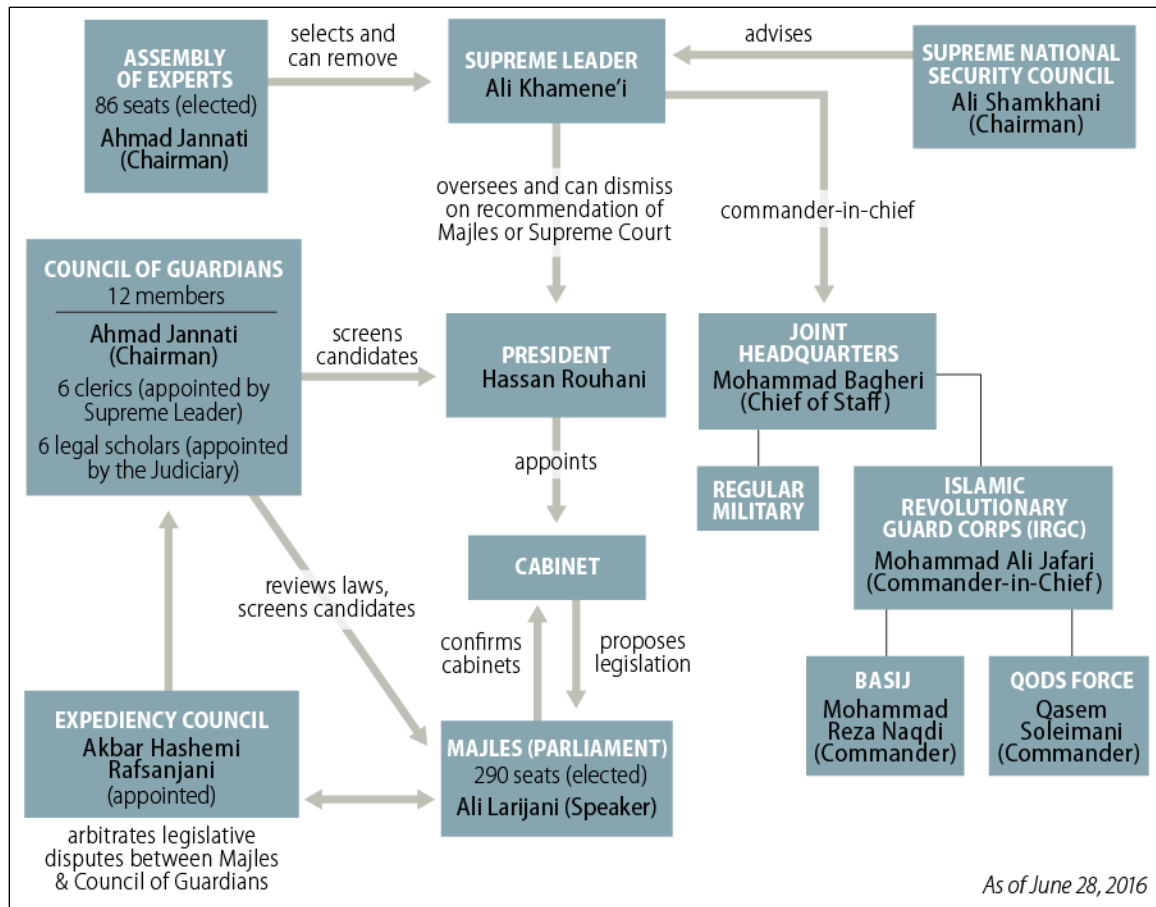 ASSEMBLY
OF EXPERTS
86 seats (elected)
Ahmad Jannati
(Chairman)
selects and
can remove
SUPREME LEADER
Ali Khamene’i
advises
SUPREME NATIONAL
SECURITY COUNCIL
Ali Shamkhani
(Chairman)
oversees and can dismiss
on recommendation of
Majles or Supreme Court
commander-in-chief
COUNCIL OF GUARDIANS
12 members
Ahmad Jannati
(Chairman)
6 clerics (appointed by
Supreme Leader)
6 legal scholars (appointed
by the Judiciary)
screens
candidates
PRESIDENT
Hassan Rouhani
JOINT
HEADQUARTERS
Mohammad Bagheri
(Chief of Staff)
appoints
REGULAR
MILITARY
ISLAMIC
REVOLUTIONARY
GUARD CORPS (IRGC)
Mohammad Ali Jafari
(Commander-in-Chief)
CABINET
reviews laws,
screens candidates
confirms
cabinets
proposes
legislation
BASIJ
Mohammad
Reza Naqdi
(Commander)
QODS FORCE
Qasem
Soleimani
(Commander)
EXPEDIENCY COUNCIL
Akbar Hashemi
Rafsanjani
(appointed)
MAJLES (PARLIAMENT)
290 seats (elected)
Ali Larijani (Speaker)
arbitrates legislative
disputes between Majles
& Council of Guardians
As of June 28, 2016